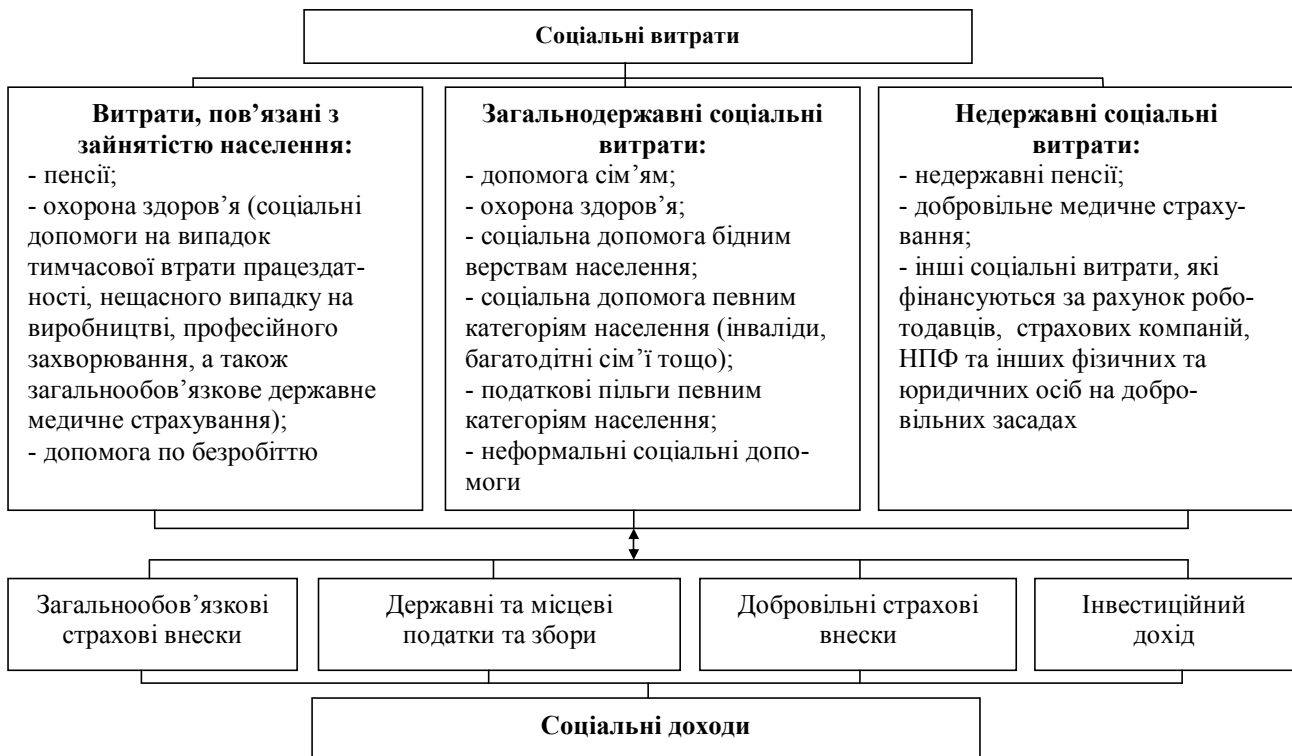 Соціальні витрати
Витрати, пов’язані з
зайнятістю населення:
- пенсії;
- охорона здоров’я (соціальні
допомоги на випадок
тимчасової втрати працездат-
ності, нещасного випадку на
виробництві, професійного
захворювання, а також
загальнообов’язкове державне
медичне страхування);
- допомога по безробіттю
Загальнодержавні соціальні
витрати:
- допомога сім’ям;
- охорона здоров’я;
- соціальна допомога бідним
верствам населення;
- соціальна допомога певним
категоріям населення (інваліди,
багатодітні сім’ї тощо);
- податкові пільги певним
категоріям населення;
- неформальні соціальні допо-
моги
Недержавні соціальні
витрати:
- недержавні пенсії;
- добровільне медичне страху-
вання;
- інші соціальні витрати, які
фінансуються за рахунок робо-
тодавців, страхових компаній,
НПФ та інших фізичних та
юридичних осіб на добро-
вільних засадах
Загальнообов’язкові
страхові внески
Державні та місцеві
податки та збори
Добровільні страхові
внески
Інвестиційний
дохід
Соціальні доходи